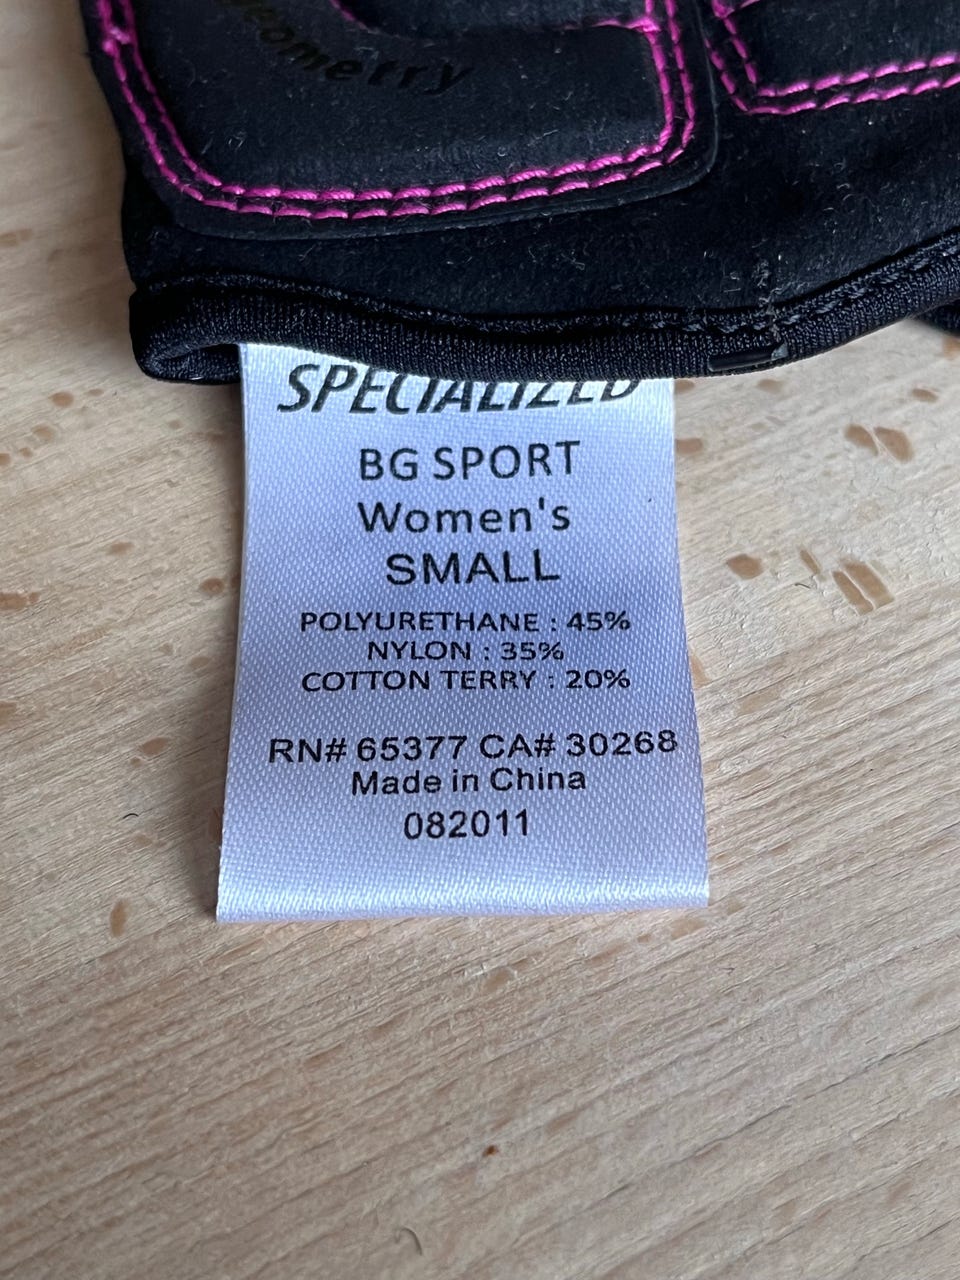 ometry
SPECIALIZED
BG SPORT
Women's
SMALL
POLYURETHANE : 45%
NYLON : 35%
COTTON TERRY : 20%
RN# 65377 CA# 30268
Made in China
082011